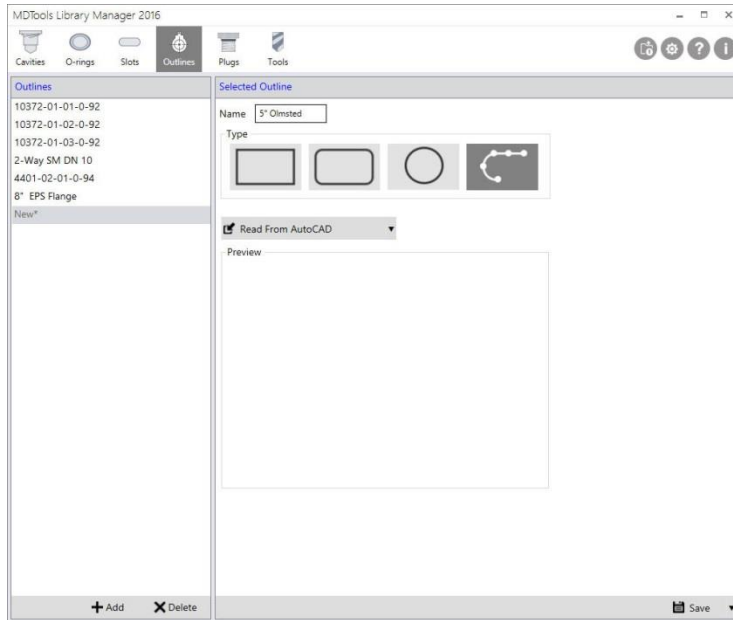 MDTools Library Manager 2016
Cavities O-rings Slots Outlines Plugs Tools
Outlines
10372-01-01-0-92
10372-01-02-0-92
10372-01-03-0-92
2-Way SM DN 10
4401-02-01-0-94
8" EPS Flange
New*
Add Delete
Selected Outline
Name 5" Olmsted
Type
Read From AutoCAD
Preview
Save